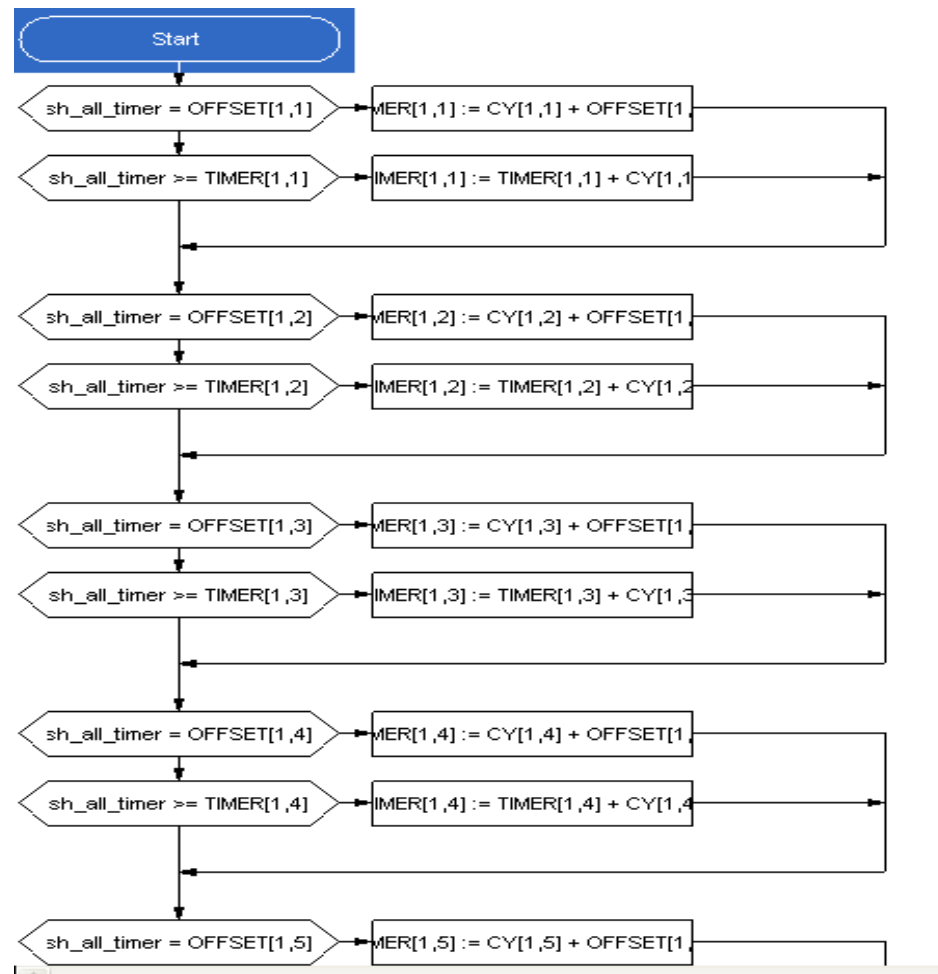 Start
sh_all_timer = OFFSET[1,1]
MER[1,1] := CY[1,1] + OFFSET[1,
sh_all_timer >= TIMER[1,1]
IMER[1,1] := TIMER[1,1] + CY[1,1
sh_all_timer = OFFSET[1,2]
MER[1,2] := CY[1,2] + OFFSET[1,
sh_all_timer >= TIMER[1,2]
IMER[1,2] := TIMER[1,2] + CY[1,2
sh_all_timer = OFFSET[1,3]
MER[1,3] := CY[1,3] + OFFSET[1,
sh_all_timer >= TIMER[1,3]
IMER[1,3] := TIMER[1,3] + CY[1,3
sh_all_timer = OFFSET[1,4]
MER[1,4] := CY[1,4] + OFFSET[1,
sh_all_timer >= TIMER[1,4]
IMER[1,4] := TIMER[1,4] + CY[1,4
sh_all_timer = OFFSET[1,5]
MER[1,5] := CY[1,5] + OFFSET[1,